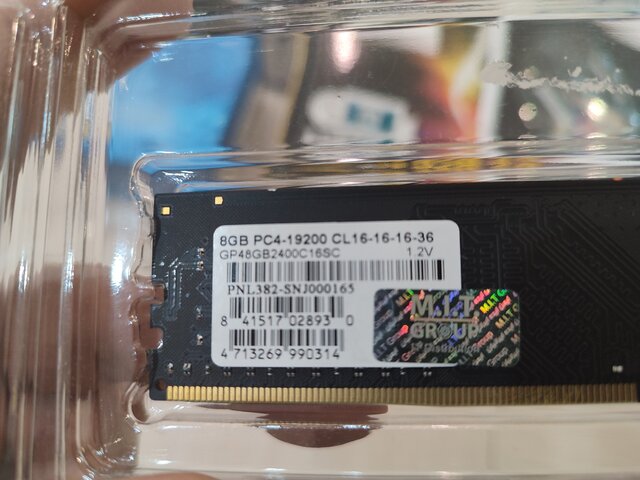 8GB PC4-19200 CL16-16-16-36
GP48GB2400C16SC 1.2V
PNL382-SNJ000165
8 41517 02893 0
4 713269 990314
M.I.T
GROUP